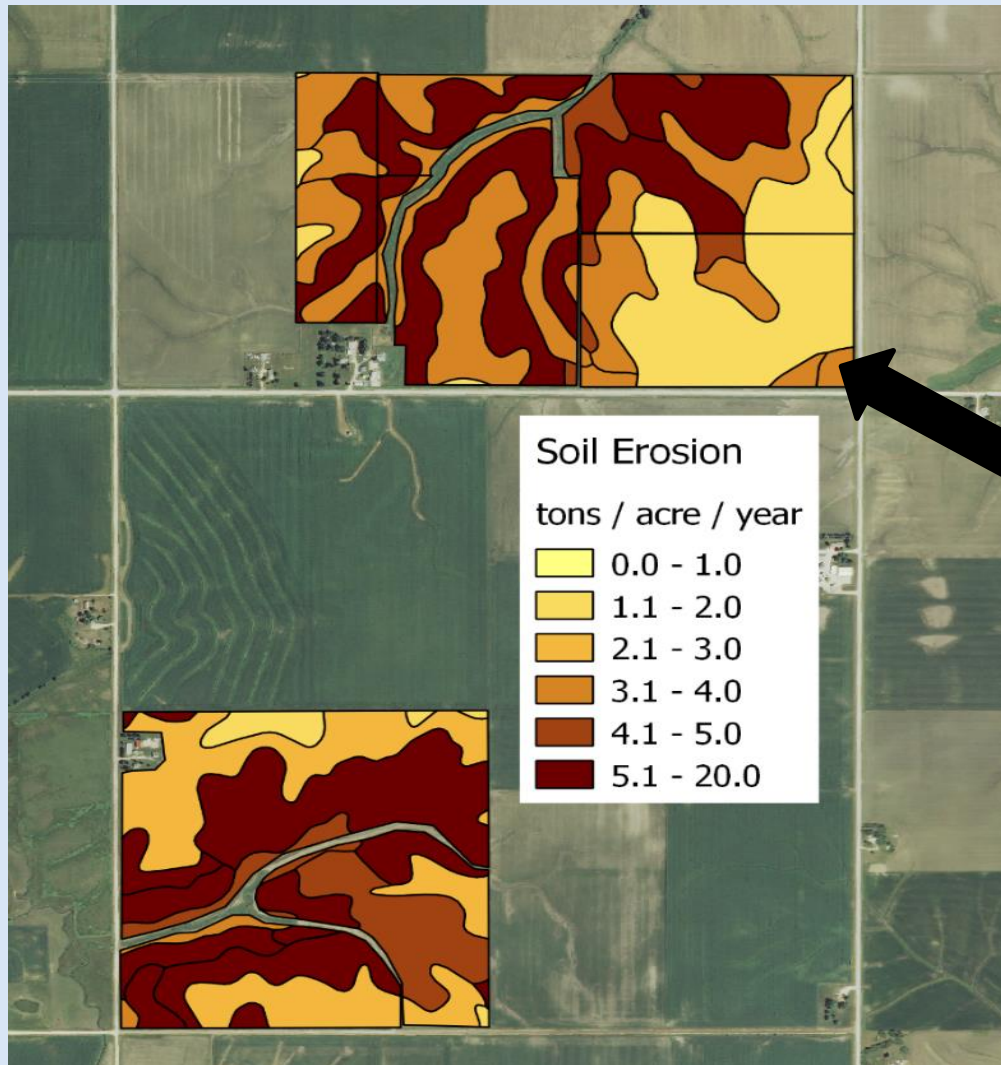 Soil Erosion
tons / acre / year
0.0 - 1.0
1.1 - 2.0
2.1 - 3.0
3.1 - 4.0
4.1 - 5.0
5.1 - 20.0